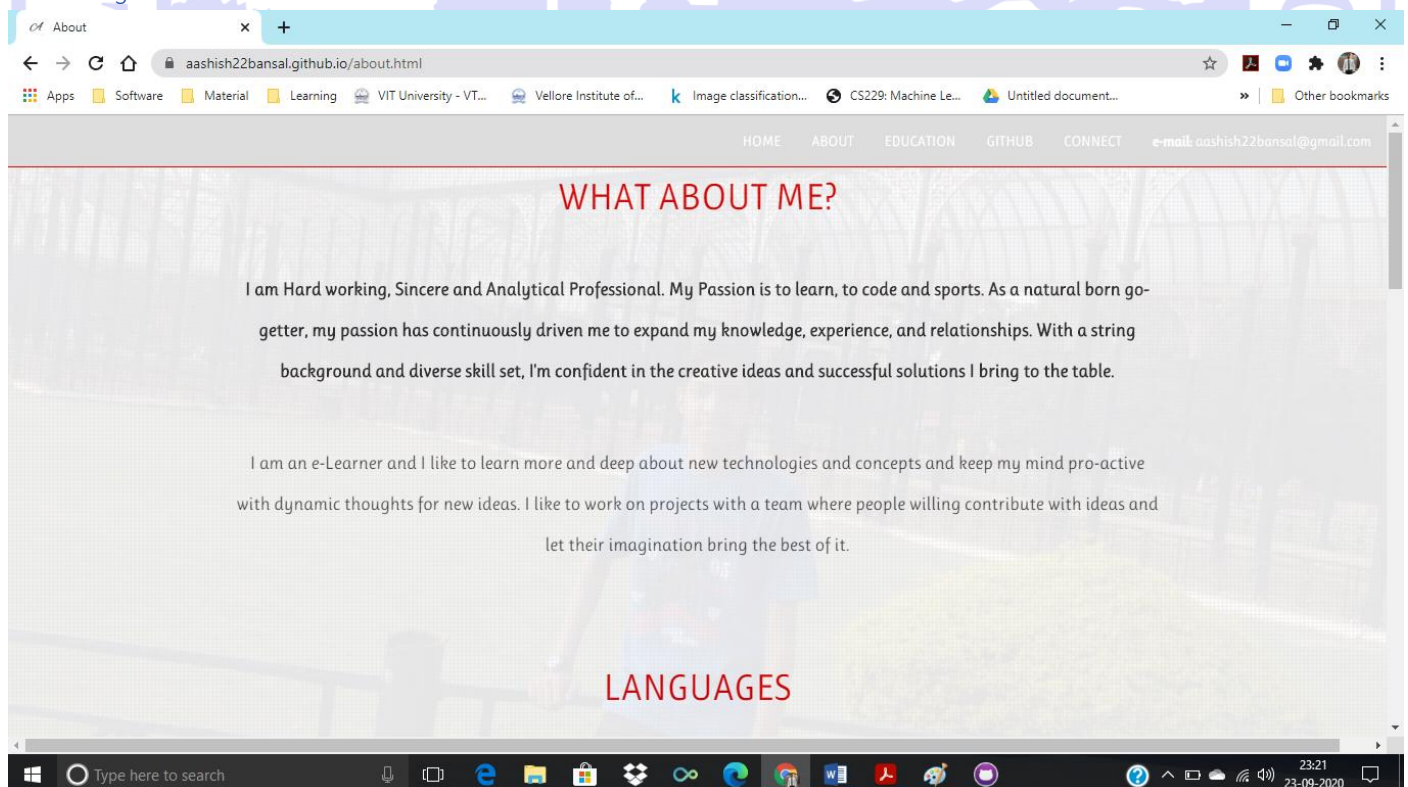 About
aashish22bansal.github.io/about.html
Apps Software Material Learning VIT University - VT... Vellore Institute of... Image classification... CS229: Machine Le... Untitled document... » Other bookmarks
HOME ABOUT EDUCATION GITHUB CONNECT e-mail: aashish22bansal@gmail.com
WHAT ABOUT ME?
I am Hard working, Sincere and Analytical Professional. My Passion is to learn, to code and sports. As a natural born go-
getter, my passion has continuously driven me to expand my knowledge, experience, and relationships. With a string
background and diverse skill set, I'm confident in the creative ideas and successful solutions I bring to the table.
I am an e-Learner and I like to learn more and deep about new technologies and concepts and keep my mind pro-active
with dynamic thoughts for new ideas. I like to work on projects with a team where people willing contribute with ideas and
let their imagination bring the best of it.
LANGUAGES
Type here to search
23:21
23-09-2020